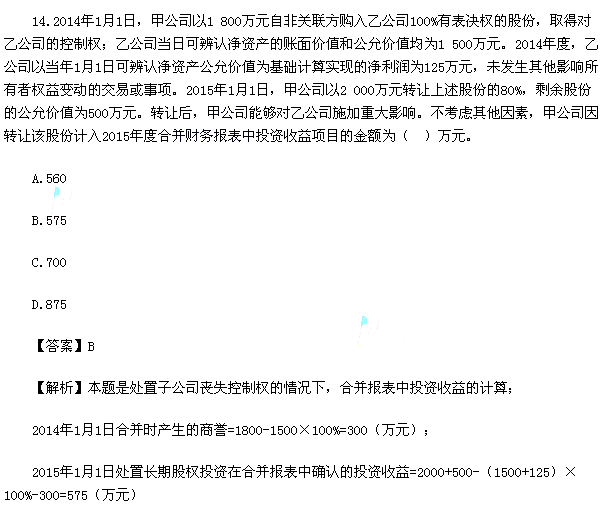 14.2014年1月1日，甲公司以1 800万元自非关联方购入乙公司100%有表决权的股份，取得对
乙公司的控制权；乙公司当日可辨认净资产的账面价值和公允价值均为1 500万元。2014年度，乙
公司以当年1月1日可辨认净资产公允价值为基础计算实现的净利润为125万元，未发生其他影响所
有者权益变动的交易或事项。2015年1月1日，甲公司以2 000万元转让上述股份的80%，剩余股份
的公允价值为500万元。转让后，甲公司能够对乙公司施加重大影响。不考虑其他因素，甲公司因
转让该股份计入2015年度合并财务报表中投资收益项目的金额为（ ）万元。
A.560
B.575
C.700
D.875
【答案】B
【解析】本题是处置子公司丧失控制权的情况下，合并报表中投资收益的计算；
2014年1月1日合并时产生的商誉=1800-1500×100%=300（万元）；
2015年1月1日处置长期股权投资在合并报表中确认的投资收益=2000+500-（1500+125）×
100%-300=575（万元）